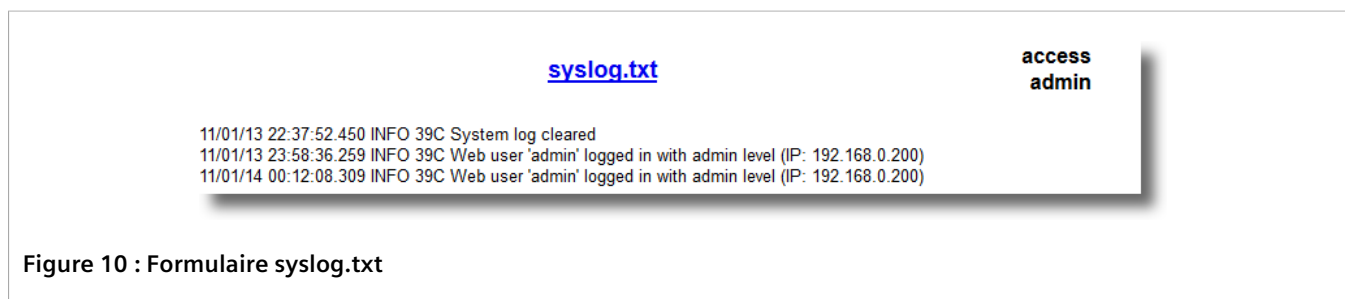 syslog.txt
access
admin
11/01/13 22:37:52.450 INFO 39C System log cleared
11/01/13 23:58:36.259 INFO 39C Web user 'admin' logged in with admin level (IP: 192.168.0.200)
11/01/14 00:12:08.309 INFO 39C Web user 'admin' logged in with admin level (IP: 192.168.0.200)
Figure 10 : Formulaire syslog.txt